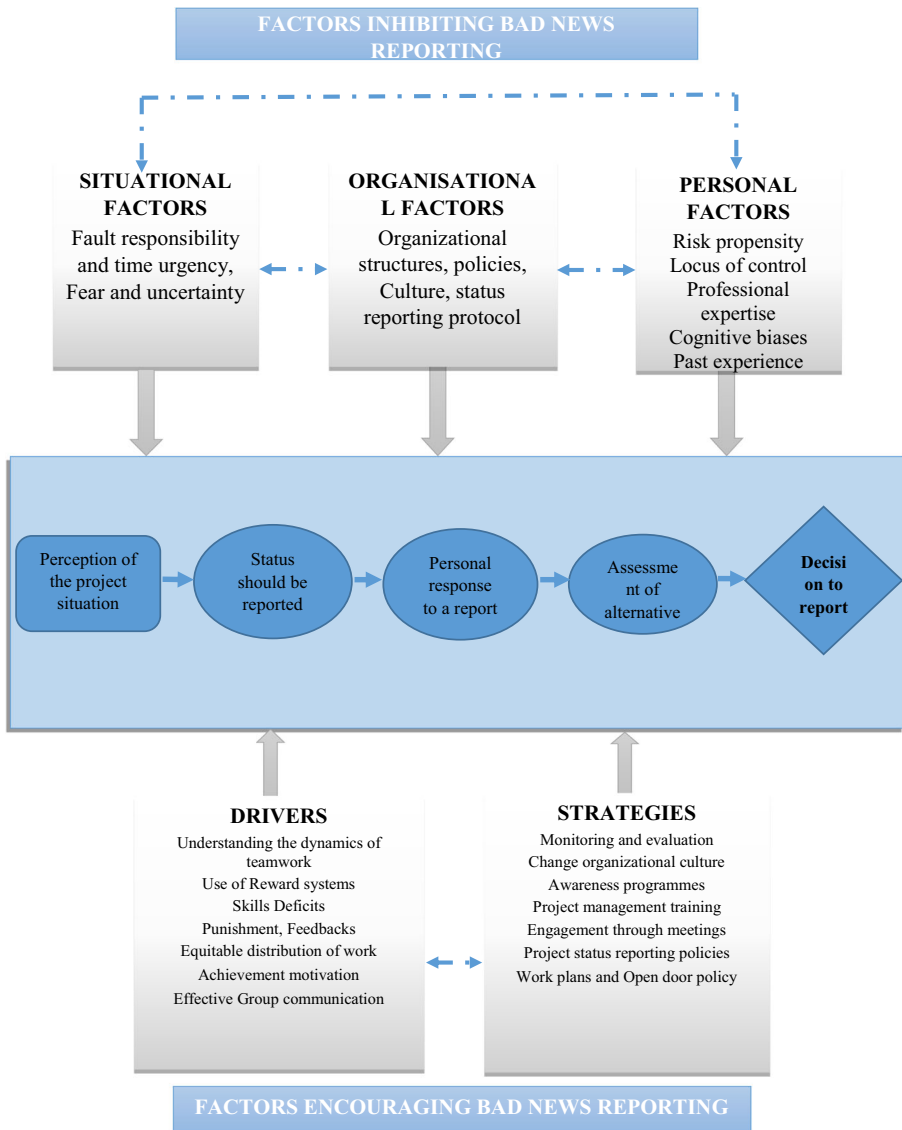 FACTORS INHIBITING BAD NEWS
REPORTING
SITUATIONAL
FACTORS
Fault responsibility
and time urgency,
Fear and uncertainty
ORGANISATIONA
L FACTORS
Organizational
structures, policies,
Culture, status
reporting protocol
PERSONAL
FACTORS
Risk propensity
Locus of control
Professional
expertise
Cognitive biases
Past experience
Perception of
the project
situation
Status
should be
reported
Personal
response
to a report
Assessme
nt of
alternative
Decisi
on to
report
DRIVERS
Understanding the dynamics of
teamwork
Use of Reward systems
Skills Deficits
Punishment, Feedbacks
Equitable distribution of work
Achievement motivation
Effective Group communication
STRATEGIES
Monitoring and evaluation
Change organizational culture
Awareness programmes
Project management training
Engagement through meetings
Project status reporting policies
Work plans and Open door policy
FACTORS ENCOURAGING BAD NEWS REPORTING